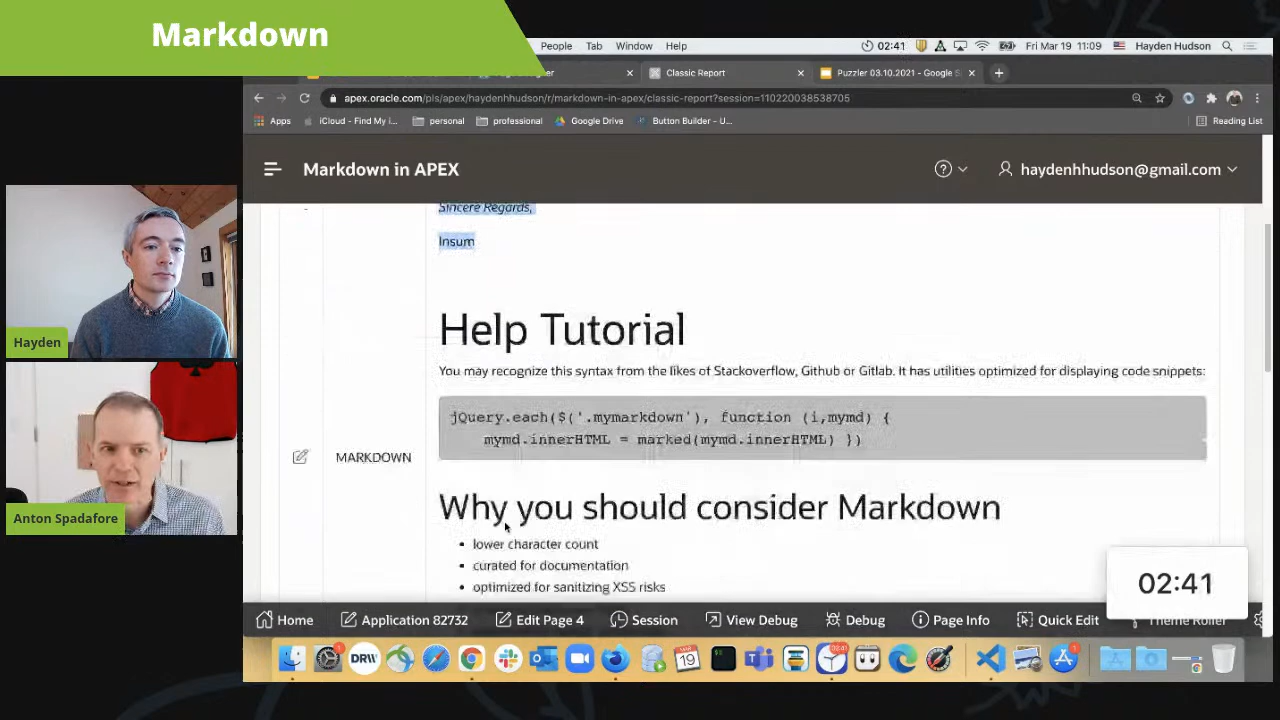 Markdown
People Tab Window Help 02:41 Fri Mar 19 11:09 Hayden Hudson
Classic Report Puzzler 03.10.2021 - Google S
apex.oracle.com/pls/apex/haydenhhudson/r/markdown-in-apex/classic-report?session=110220038538705
Apps iCloud - Find My i... personal professional Google Drive Button Builder - U... Reading List
Markdown in APEX haydenhhudson@gmail.com
Sincere Regards,
Insum
Help Tutorial
You may recognize this syntax from the likes of Stackoverflow, Github or Gitlab. It has utilities optimized for displaying code snippets:
jQuery.each($('.mymarkdown'), function (i,mymd) {
mymd.innerHTML = marked(mymd.innerHTML) })
MARKDOWN
Why you should consider Markdown
lower character count
curated for documentation
optimized for sanitizing XSS risks
Hayden
Anton Spadafore
02:41
Home Application 82732 Edit Page 4 Session View Debug Debug Page Info Quick Edit Theme Roller
DRW 19